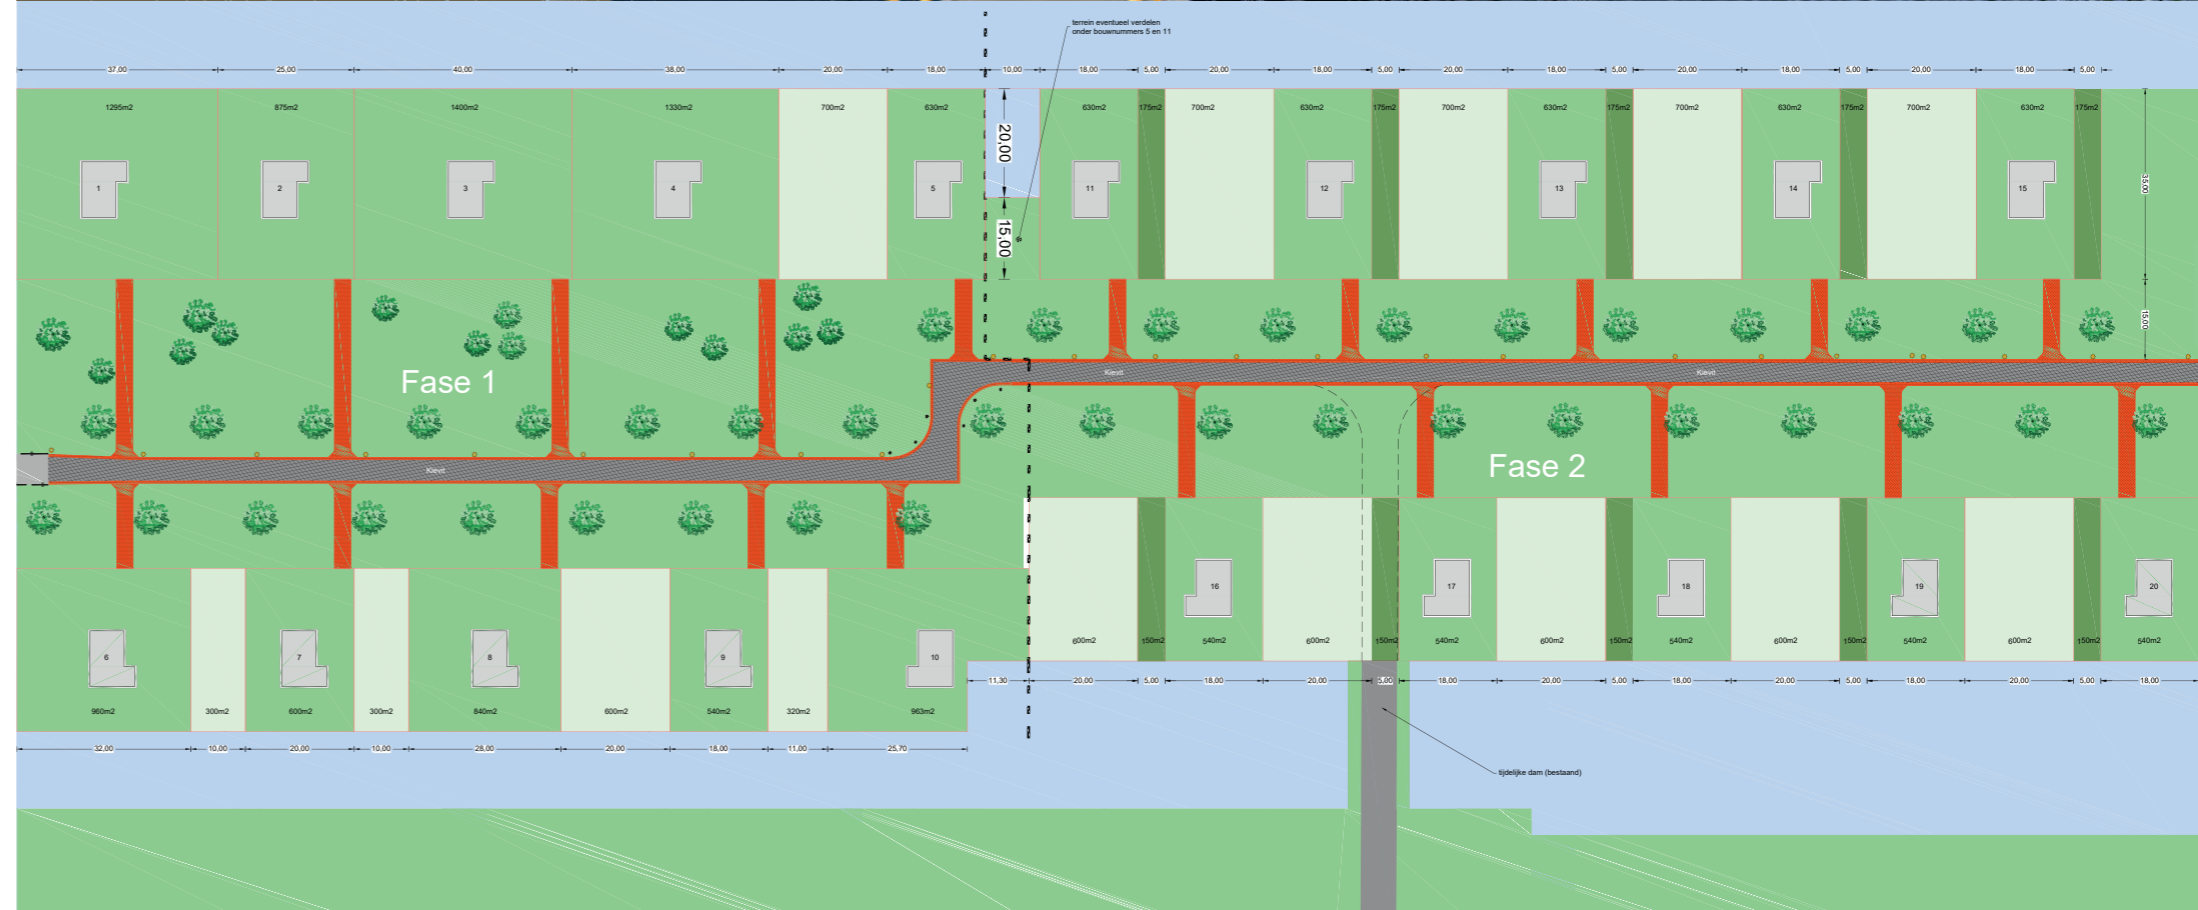 terrein eventueel verdelen
onder bouwnummers 5 en 11
37,00 25,00 40,00 38,00 20,00 18,00 10,00 18,00 5,00 20,00 18,00 5,00 20,00 18,00 5,00 20,00 18,00 5,00 20,00 18,00 5,00
1295m2 875m2 1400m2 1330m2 700m2 630m2 630m2 175m2 700m2 630m2 175m2 700m2 630m2 175m2 700m2 630m2 175m2 700m2 630m2 175m2
20,00
35,00
1 2 3 4 5 11 12 13 14 15
15,00
15,00
Kievit Kievit
Fase 1
Fase 2
Kievit
16 17 18 19 20
600m2 150m2 540m2 600m2 150m2 540m2 600m2 150m2 540m2 600m2 150m2 540m2 600m2 150m2 540m2
6 7 8 9 10
11,30 20,00 5,00 18,00 20,00 5,00 18,00 20,00 5,00 18,00 20,00 5,00 18,00 20,00 5,00 18,00
960m2 300m2 600m2 300m2 840m2 600m2 540m2 320m2 963m2
32,00 10,00 20,00 10,00 28,00 20,00 18,00 11,00 25,70
tijdelijke dam (bestaand)